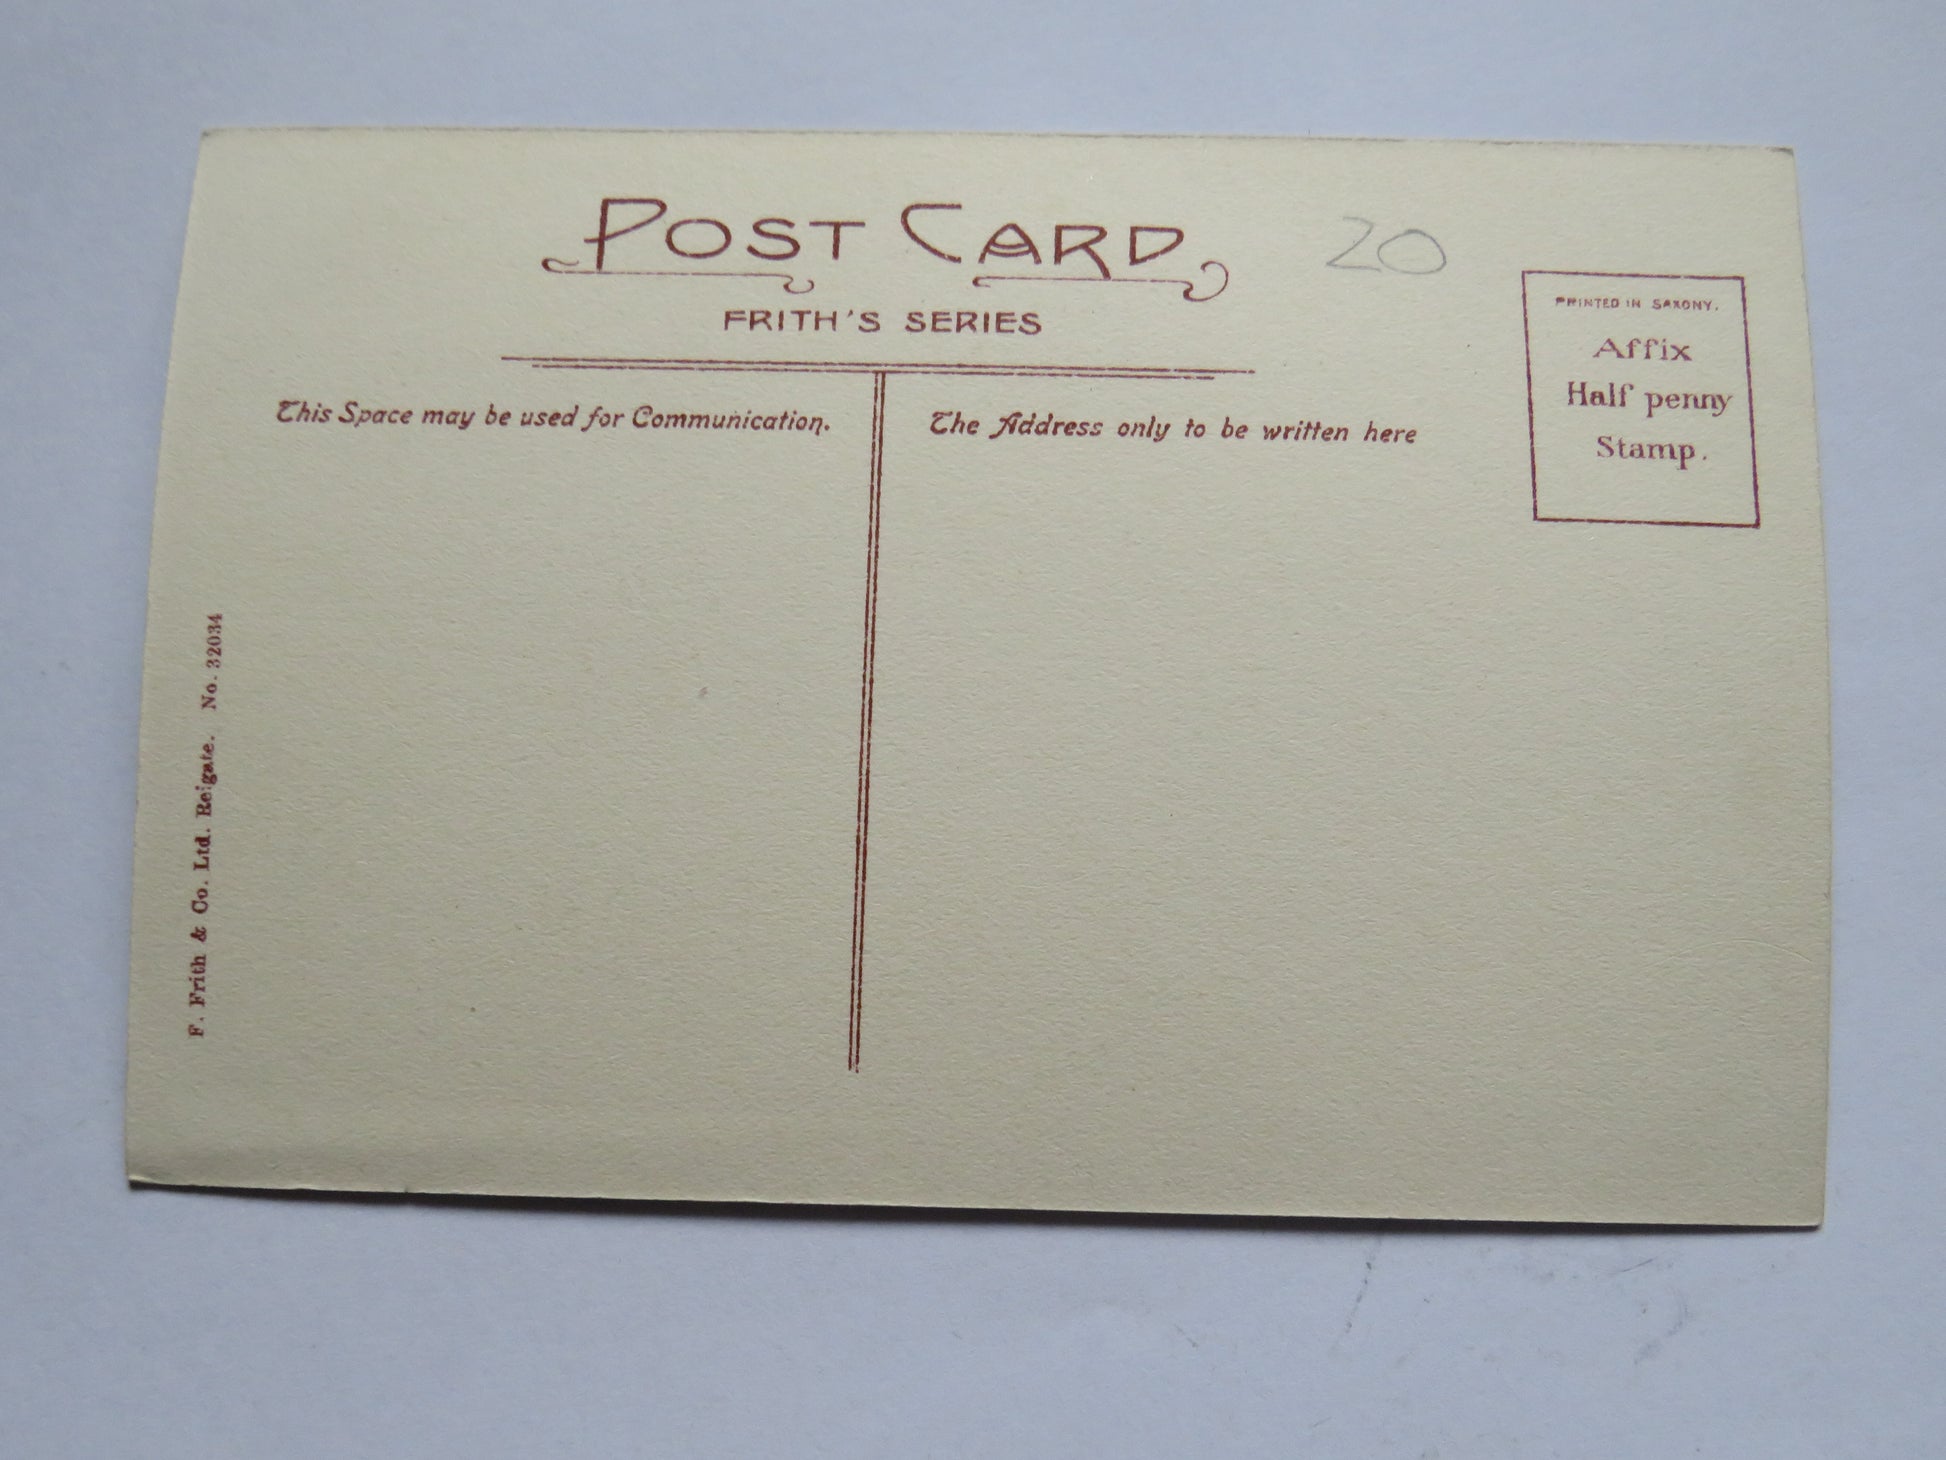 POST CARD
20
FRITH'S SERIES
PRINTED IN SAXONY.
Affix
Half penny
Stamp.
This Space may be used for Communication.
The Address only to be written here
F. Frith & Co. Ltd. Reigate. No. 32034